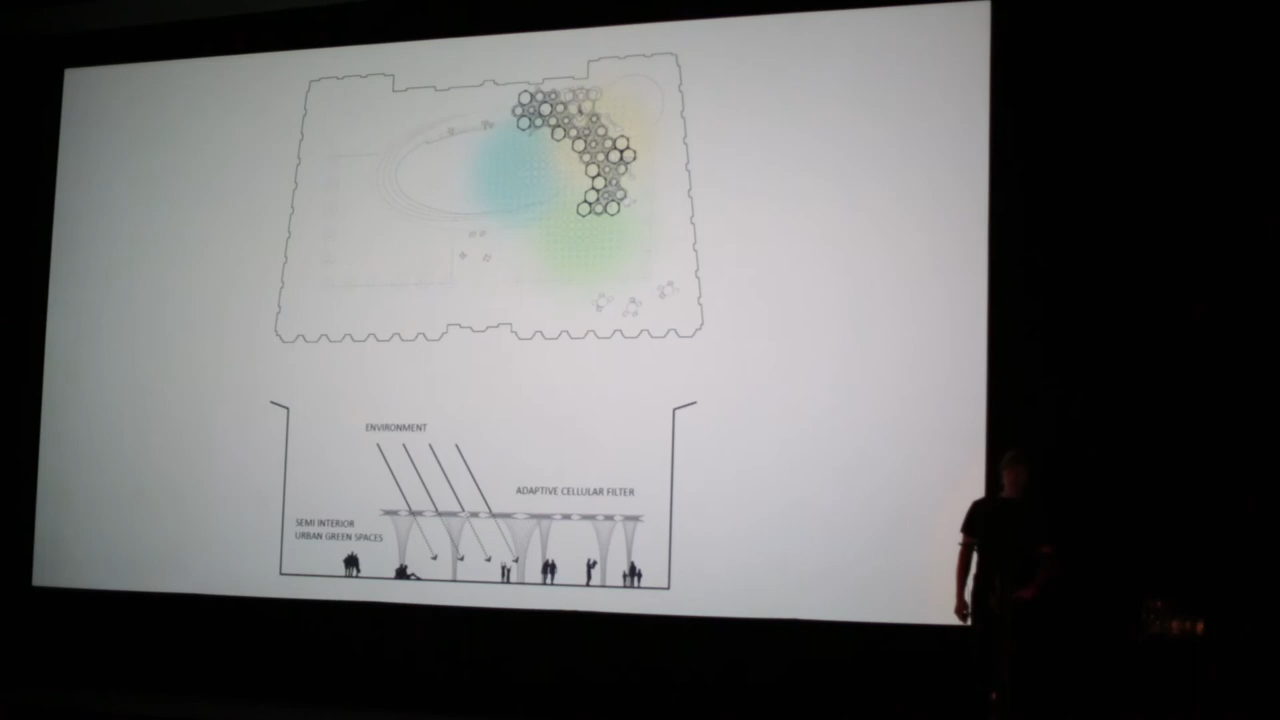 ENVIRONMENT
ADAPTIVE CELLULAR FILTER
SEMI INTERIOR
URBAN GREEN SPACES